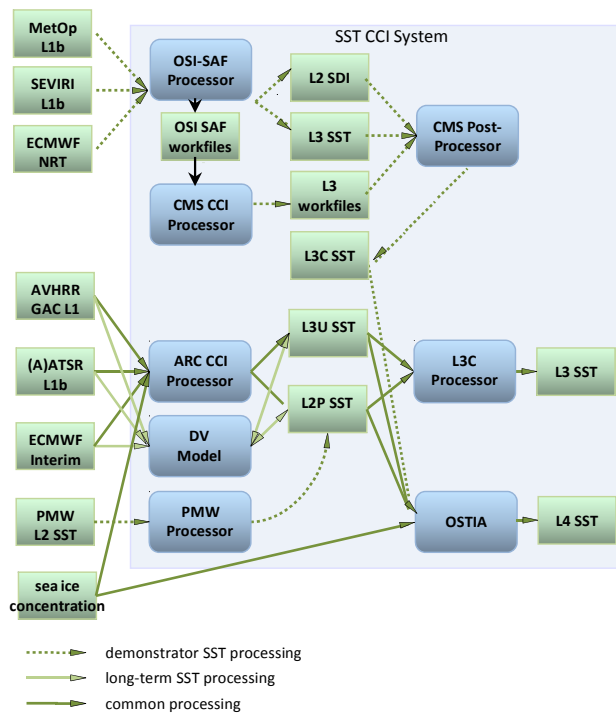 SST CCI System
MetOp
L1b
SEVIRI
L1b
ECMWF
NRT
OSI-SAF
Processor
OSI SAF
workfiles
CMS CCI
Processor
L2 SDI
L3 SST
L3
workfiles
CMS Post-
Processor
L3C SST
AVHRR
GAC L1
(A)ATSR
L1b
ECMWF
Interim
PMW
L2 SST
sea ice
concentration
ARC CCI
Processor
DV
Model
PMW
Processor
L3U SST
L2P SST
L3C
Processor
OSTIA
L3 SST
L4 SST
demonstrator SST processing
long-term SST processing
common processing